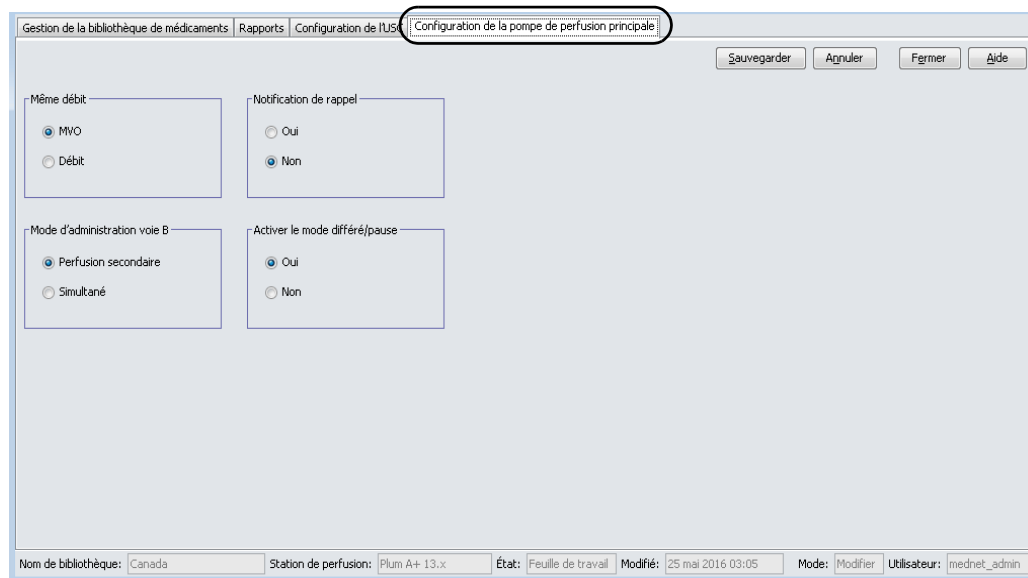 Gestion de la bibliothèque de médicaments Rapports Configuration de l'USC Configuration de la pompe de perfusion principale
Sauvegarder Annuler Fermer Aide
Même débit Notification de rappel
MVO Oui
Débit Non
Mode d'administration voie B Activer le mode différé/pause
Perfusion secondaire Oui
Simultané Non
Nom de bibliothèque: Canada Station de perfusion: Plum A+ 13.x État: Feuille de travail Modifié: 25 mai 2016 03:05 Mode: Modifier Utilisateur: mednet_admin